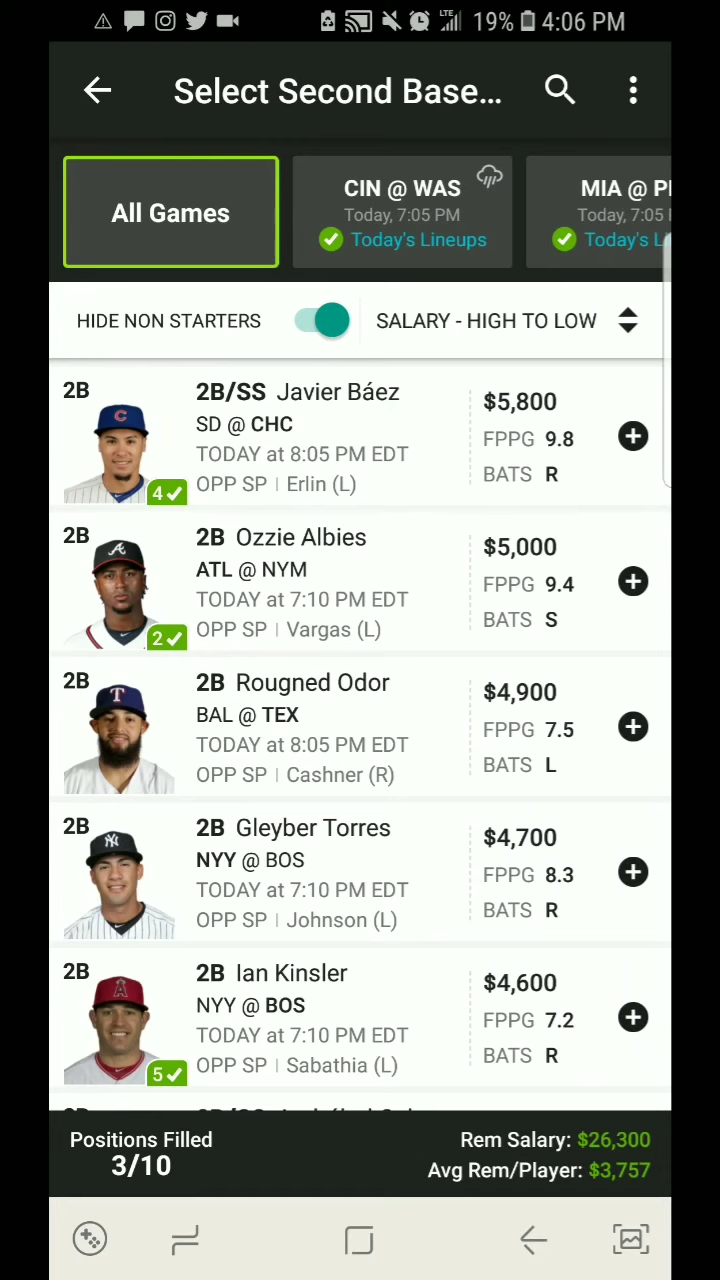 LTE 19% 4:06 PM
Select Second Base...
All Games
CIN @ WAS
Today, 7:05 PM
Today's Lineups
MIA @ P
Today, 7:05
Today's L
HIDE NON STARTERS
SALARY - HIGH TO LOW
2B
2B/SS Javier Báez
SD @ CHC
TODAY at 8:05 PM EDT
OPP SP | Erlin (L)
4
$5,800
FPPG 9.8
BATS R
2B
2B Ozzie Albies
ATL @ NYM
TODAY at 7:10 PM EDT
OPP SP | Vargas (L)
2
$5,000
FPPG 9.4
BATS S
2B
2B Rougned Odor
BAL @ TEX
TODAY at 8:05 PM EDT
OPP SP | Cashner (R)
$4,900
FPPG 7.5
BATS L
2B
2B Gleyber Torres
NYY @ BOS
TODAY at 7:10 PM EDT
OPP SP | Johnson (L)
$4,700
FPPG 8.3
BATS R
2B
2B Ian Kinsler
NYY @ BOS
TODAY at 7:10 PM EDT
OPP SP | Sabathia (L)
5
$4,600
FPPG 7.2
BATS R
Positions Filled
3/10
Rem Salary: $26,300
Avg Rem/Player: $3,757